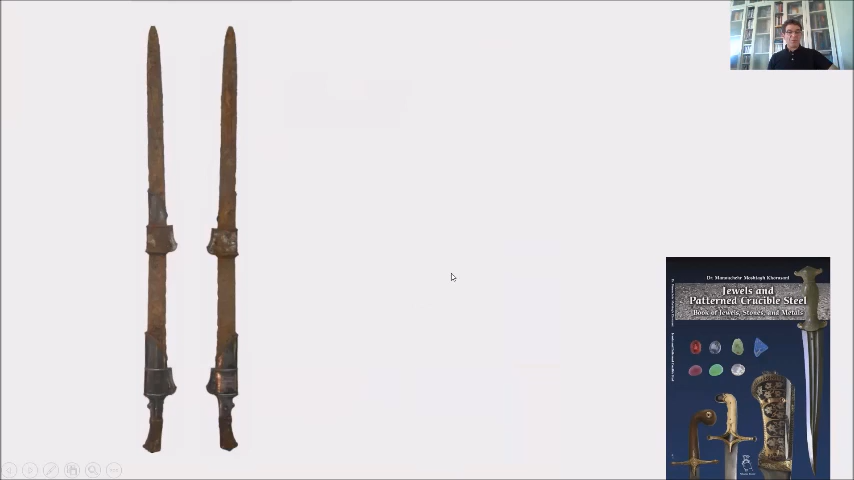 Dr. Manouchehr Moshtagh Khorasani
Jewels and
Patterned Crucible Steel
Book of Jewels, Stones, and Metals